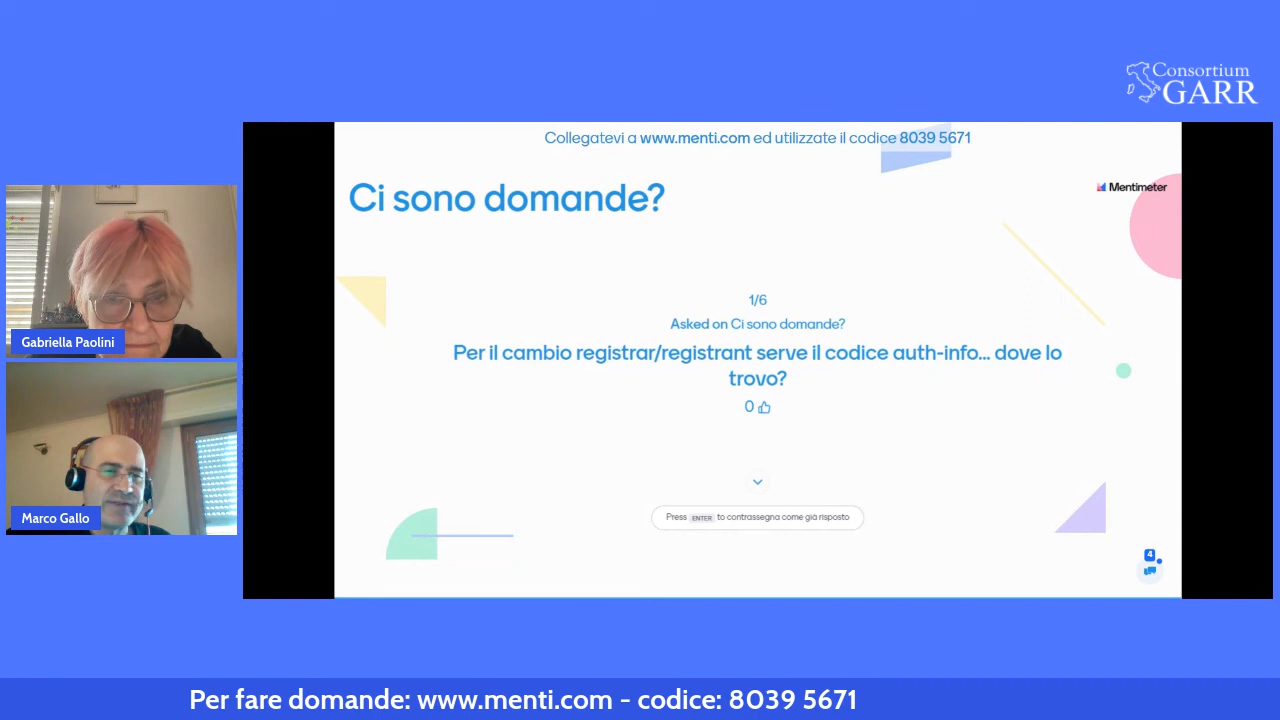 Consortium
GARR
Collegatevi a www.menti.com ed utilizzate il codice 8039 5671
Ci sono domande?
Mentimeter
1/6
Asked on Ci sono domande?
Per il cambio registrar/registrant serve il codice auth-info... dove lo
trovo?
0
Press ENTER to contrassegna come già risposto
4
Gabriella Paolini
Marco Gallo
Per fare domande: www.menti.com - codice: 8039 5671